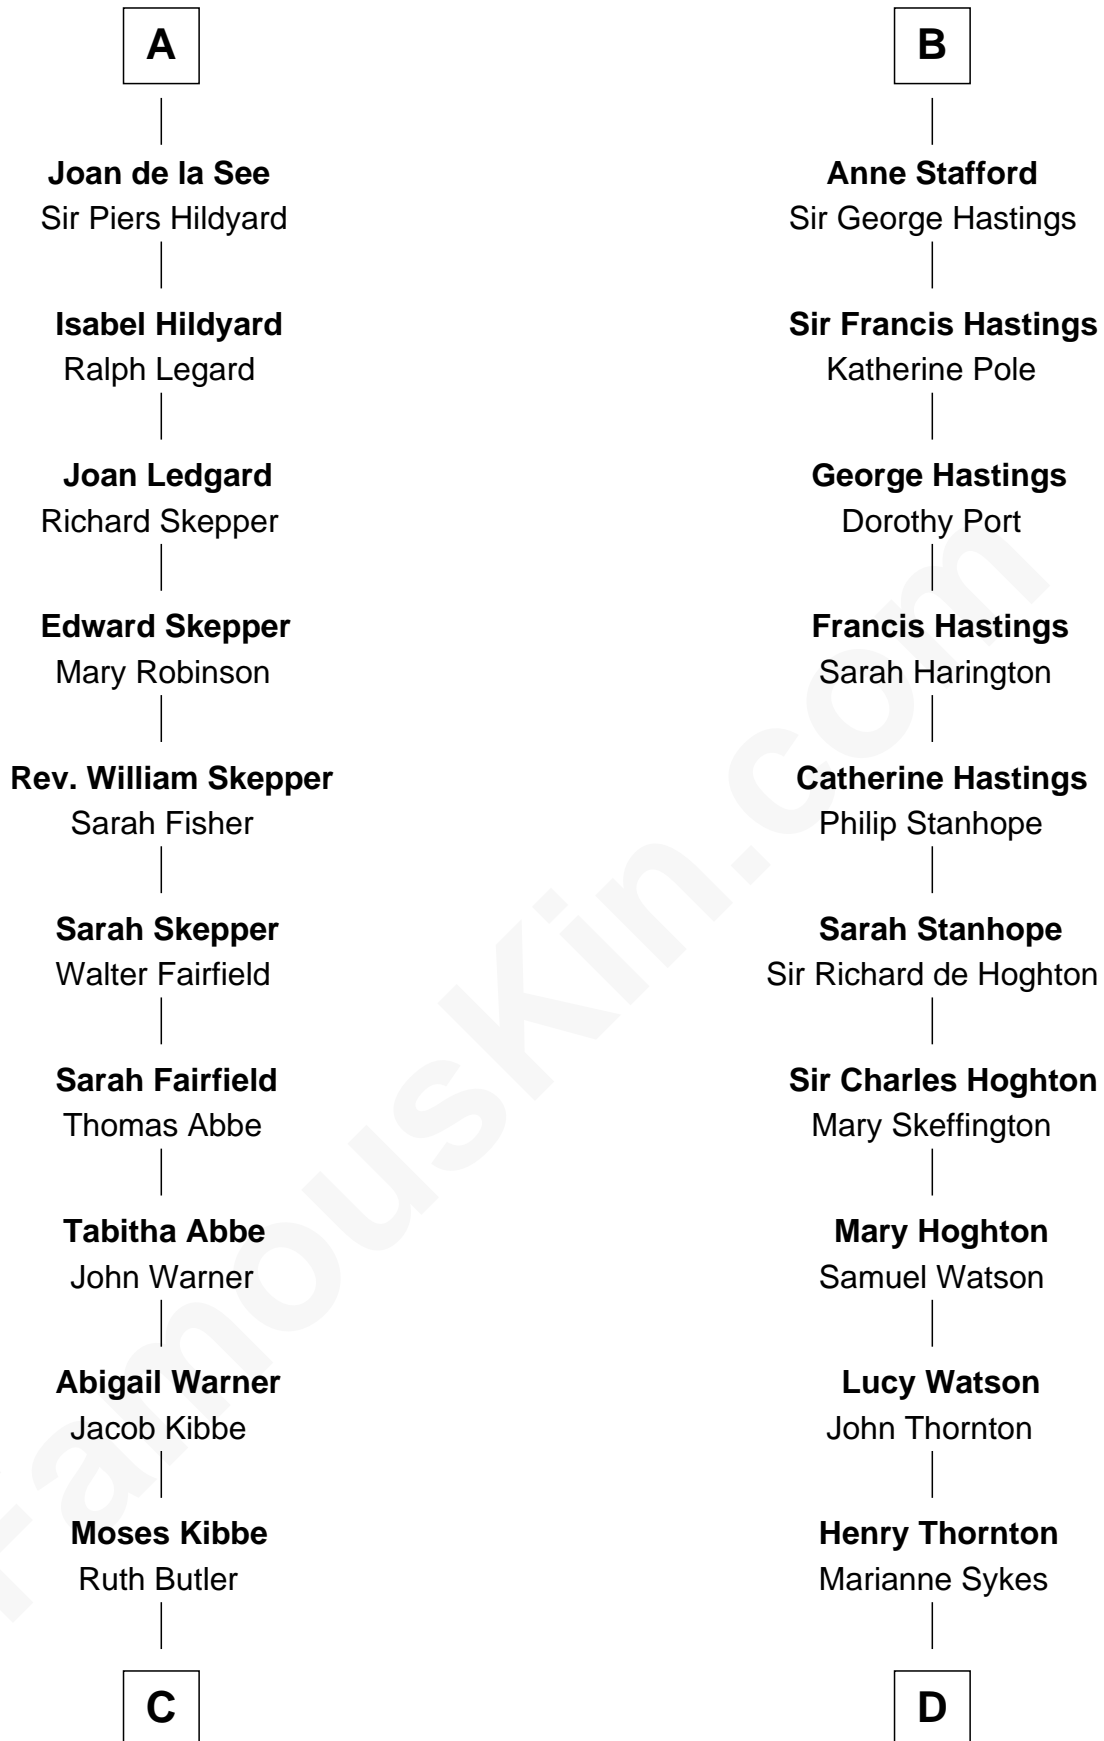 A
Joan de la See
Sir Piers Hildyard
Isabel Hildyard
Ralph Legard
Joan Ledgard
Richard Skepper
Edward Skepper
Mary Robinson
Rev. William Skepper
Sarah Fisher
Sarah Skepper
Walter Fairfield
Sarah Fairfield
Thomas Abbe
Tabitha Abbe
John Warner
Abigail Warner
Jacob Kibbe
Moses Kibbe
Ruth Butler
C
B
Anne Stafford
Sir George Hastings
Sir Francis Hastings
Katherine Pole
George Hastings
Dorothy Port
Francis Hastings
Sarah Harington
Catherine Hastings
Philip Stanhope
Sarah Stanhope
Sir Richard de Hoghton
Sir Charles Hoghton
Mary Skeffington
Mary Hoghton
Samuel Watson
Lucy Watson
John Thornton
Henry Thornton
Marianne Sykes
D
FamousKin.com